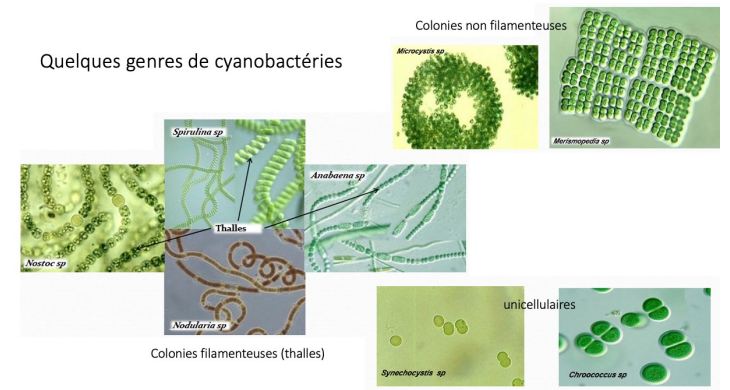 Colonies non filamenteuses
Quelques genres de cyanobactéries
Microcystis sp
Merismopedia sp
Spirulina sp
Anabaena sp
Thalles
Nostoc sp
Nodularia sp
Colonies filamenteuses (thalles)
unicellulaires
Synechocystis sp
Chroococcus sp